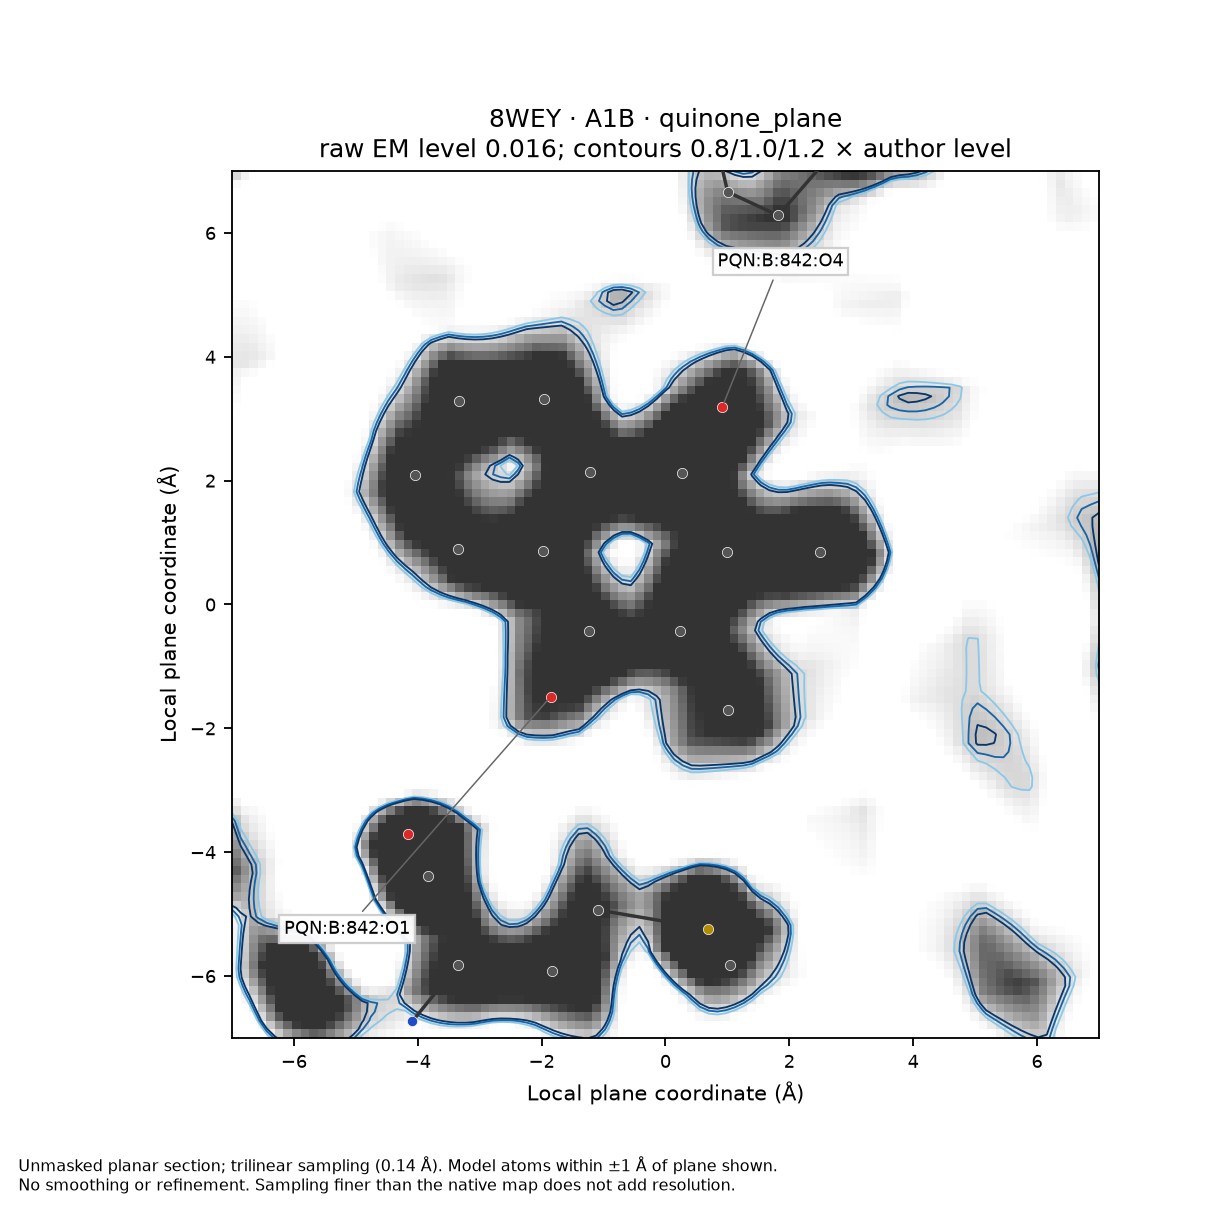 8WEY · A1B · quinone_plane
raw EM level 0.016; contours 0.8/1.0/1.2 × author level
PQN:B:842:O4
PQN:B:842:O1
6
4
2
0
−2
−4
−6
Local plane coordinate (Å)
−6
−4
−2
0
2
4
6
Local plane coordinate (Å)
Unmasked planar section; trilinear sampling (0.14 Å). Model atoms within ±1 Å of plane shown.
No smoothing or refinement. Sampling finer than the native map does not add resolution.